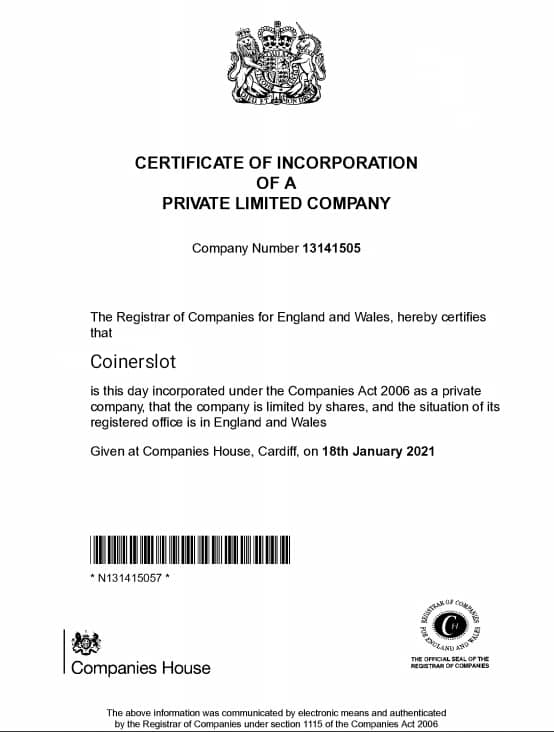 CERTIFICATE OF INCORPORATION
OF A
PRIVATE LIMITED COMPANY
Company Number 13141505
The Registrar of Companies for England and Wales, hereby certifies
that
Coinerslot
is this day incorporated under the Companies Act 2006 as a private
company, that the company is limited by shares, and the situation of its
registered office is in England and Wales
Given at Companies House, Cardiff, on 18th January 2021
* N131415057 *
Companies House
REGISTRAR OF COMPANIES
FOR ENGLAND AND WALES
CH
THE OFFICIAL SEAL OF THE
REGISTRAR OF COMPANIES
The above information was communicated by electronic means and authenticated
by the Registrar of Companies under section 1115 of the Companies Act 2006